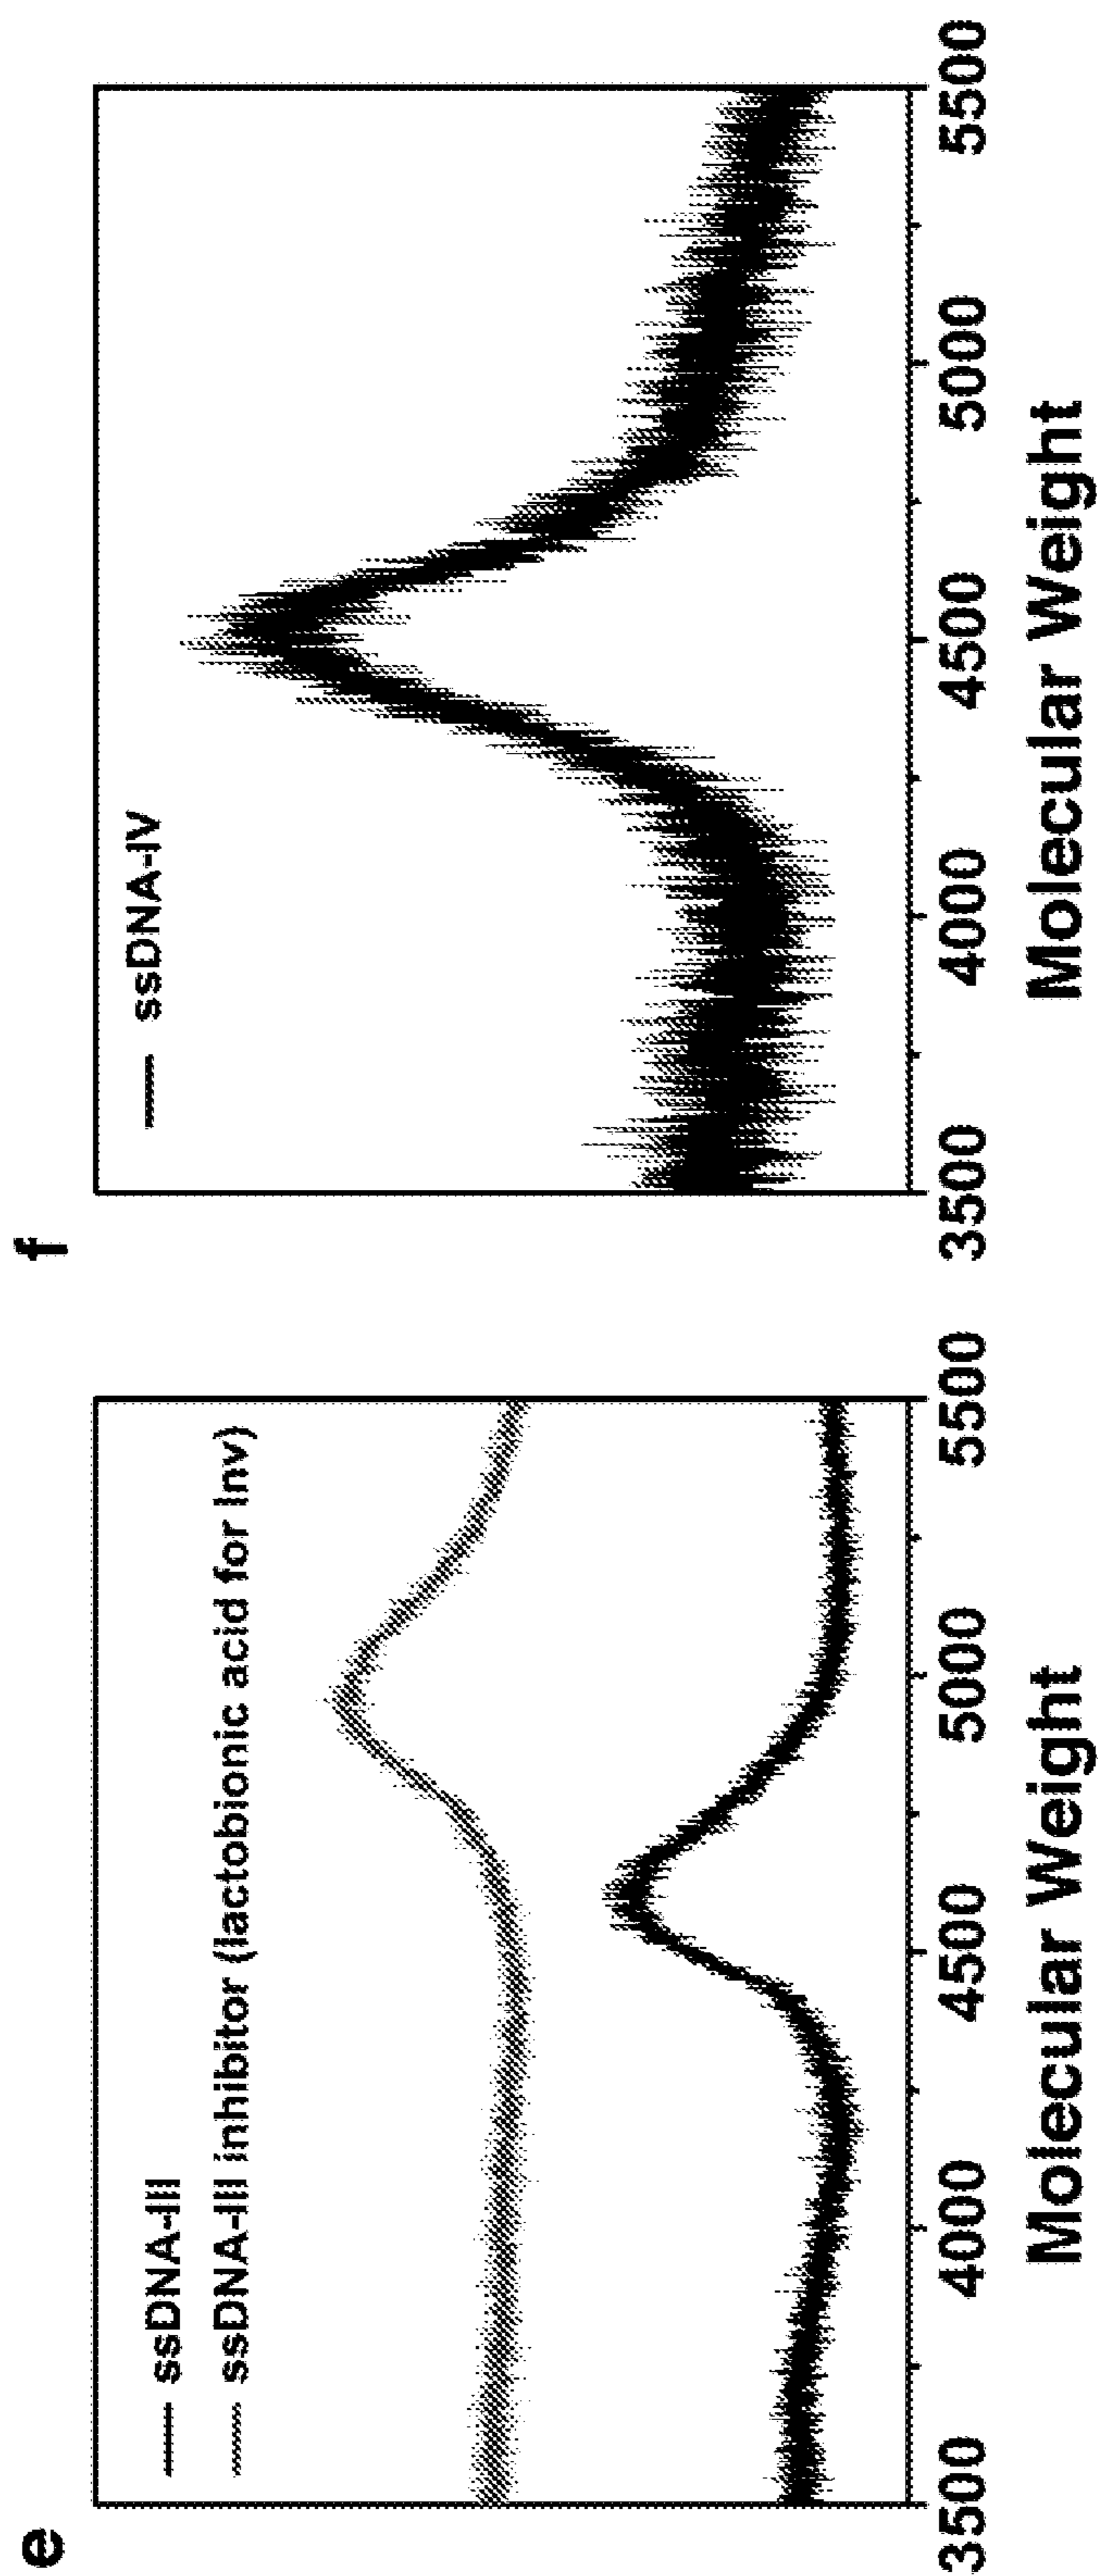 e
ssDNA-III
ssDNA-III inhibitor (lactobionic acid for Inv)
3500 4000 4500 5000 5500
Molecular Weight
f
ssDNA-IV
3500 4000 4500 5000 5500
Molecular Weight